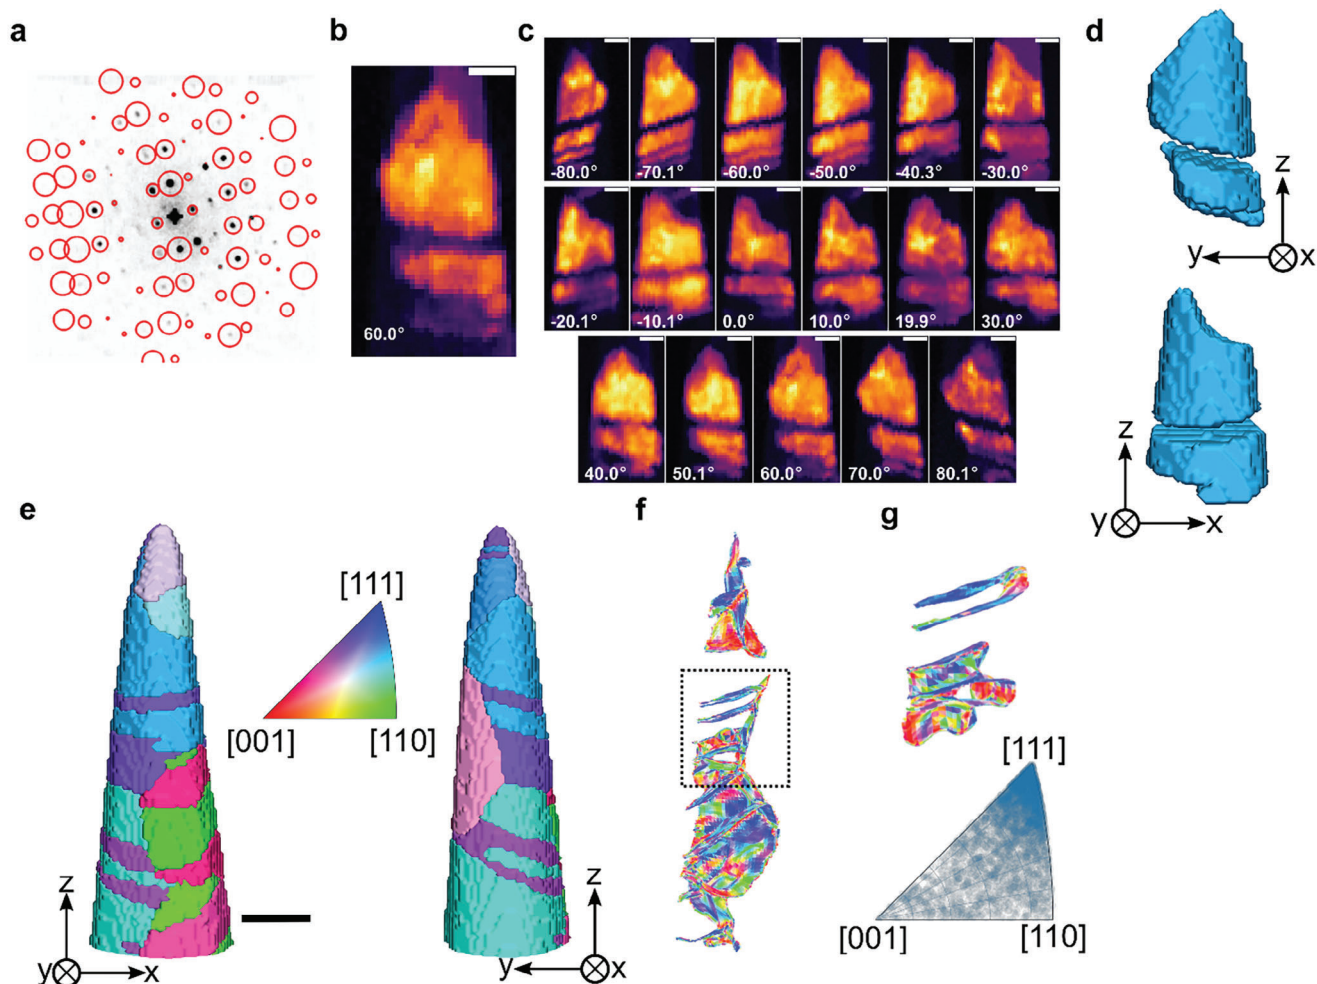 a
b
c
d
60.0°
-80.0°
-70.1°
-60.0°
-50.0°
-40.3°
-30.0°
-20.1°
-10.1°
0.0°
10.0°
19.9°
30.0°
40.0°
50.1°
60.0°
70.0°
80.1°
z
y
x
z
y
x
e
f
g
[111]
[001]
[110]
z
y
x
z
y
x
[111]
[001]
[110]